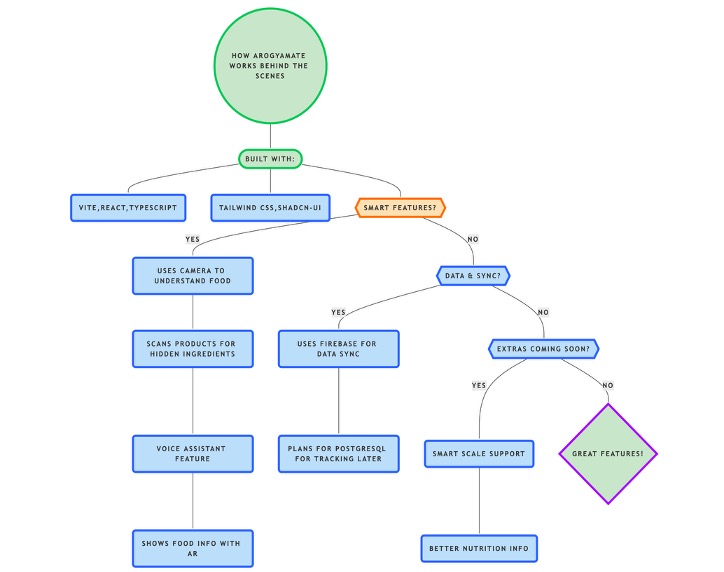 HOW AROGYAMATE
WORKS BEHIND THE
SCENES
BUILT WITH:
VITE,REACT,TYPESCRIPT
TAILWIND CSS,SHADCN-UI
SMART FEATURES?
YES
NO
USES CAMERA TO
UNDERSTAND FOOD
DATA & SYNC?
YES
NO
SCANS PRODUCTS FOR
HIDDEN INGREDIENTS
USES FIREBASE FOR
DATA SYNC
EXTRAS COMING SOON?
YES
NO
VOICE ASSISTANT
FEATURE
PLANS FOR POSTGRESQL
FOR TRACKING LATER
SMART SCALE SUPPORT
GREAT FEATURES!
SHOWS FOOD INFO WITH
AR
BETTER NUTRITION INFO